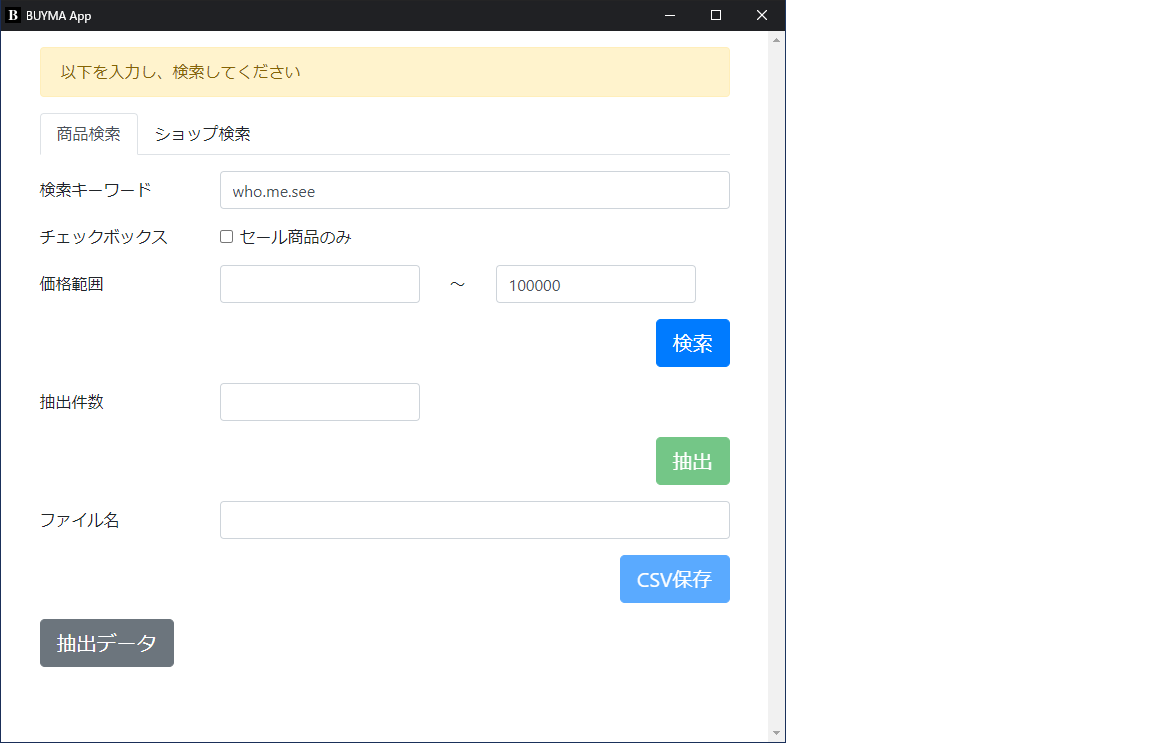 B BUYMA App
以下を入力し、検索してください
商品検索 ショップ検索
検索キーワード who.me.see
チェックボックス セール商品のみ
価格範囲 ～ 100000
検索
抽出件数
抽出
ファイル名
CSV保存
抽出データ